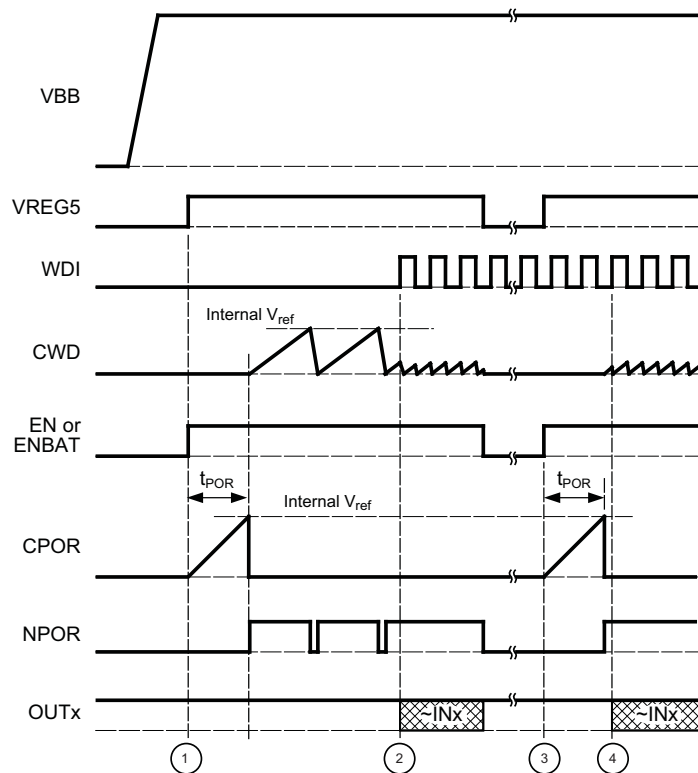 VBB
VREG5
WDI
Internal Vref
CWD
EN or
ENBAT
tPOR
tPOR
Internal Vref
CPOR
NPOR
OUTx
~INx
~INx
1
2
3
4